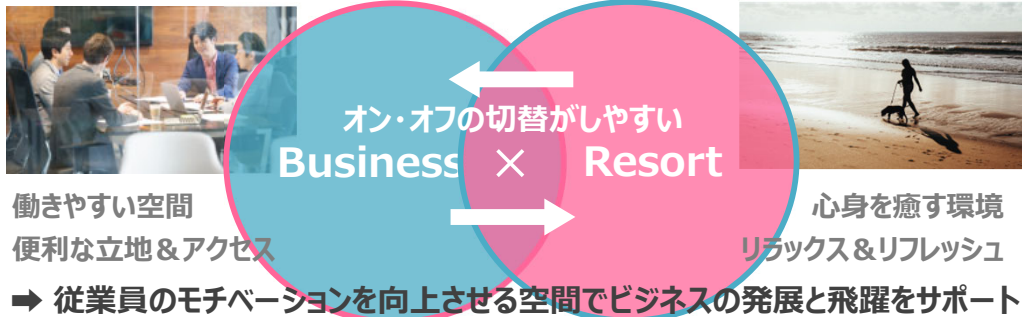 オン・オフの切替がしやすい
Business × Resort
働きやすい空間
便利な立地＆アクセス
心身を癒す環境
リラックス＆リフレッシュ
➡ 従業員のモチベーションを向上させる空間でビジネスの発展と飛躍をサポート